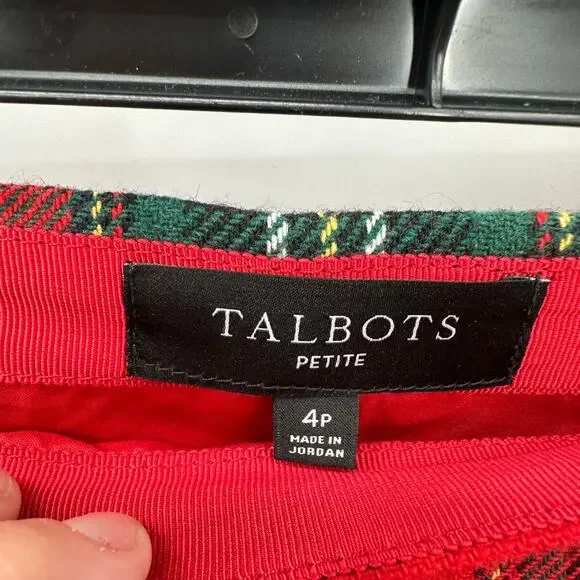 TALBOTS
PETITE
4P
MADE IN
JORDAN